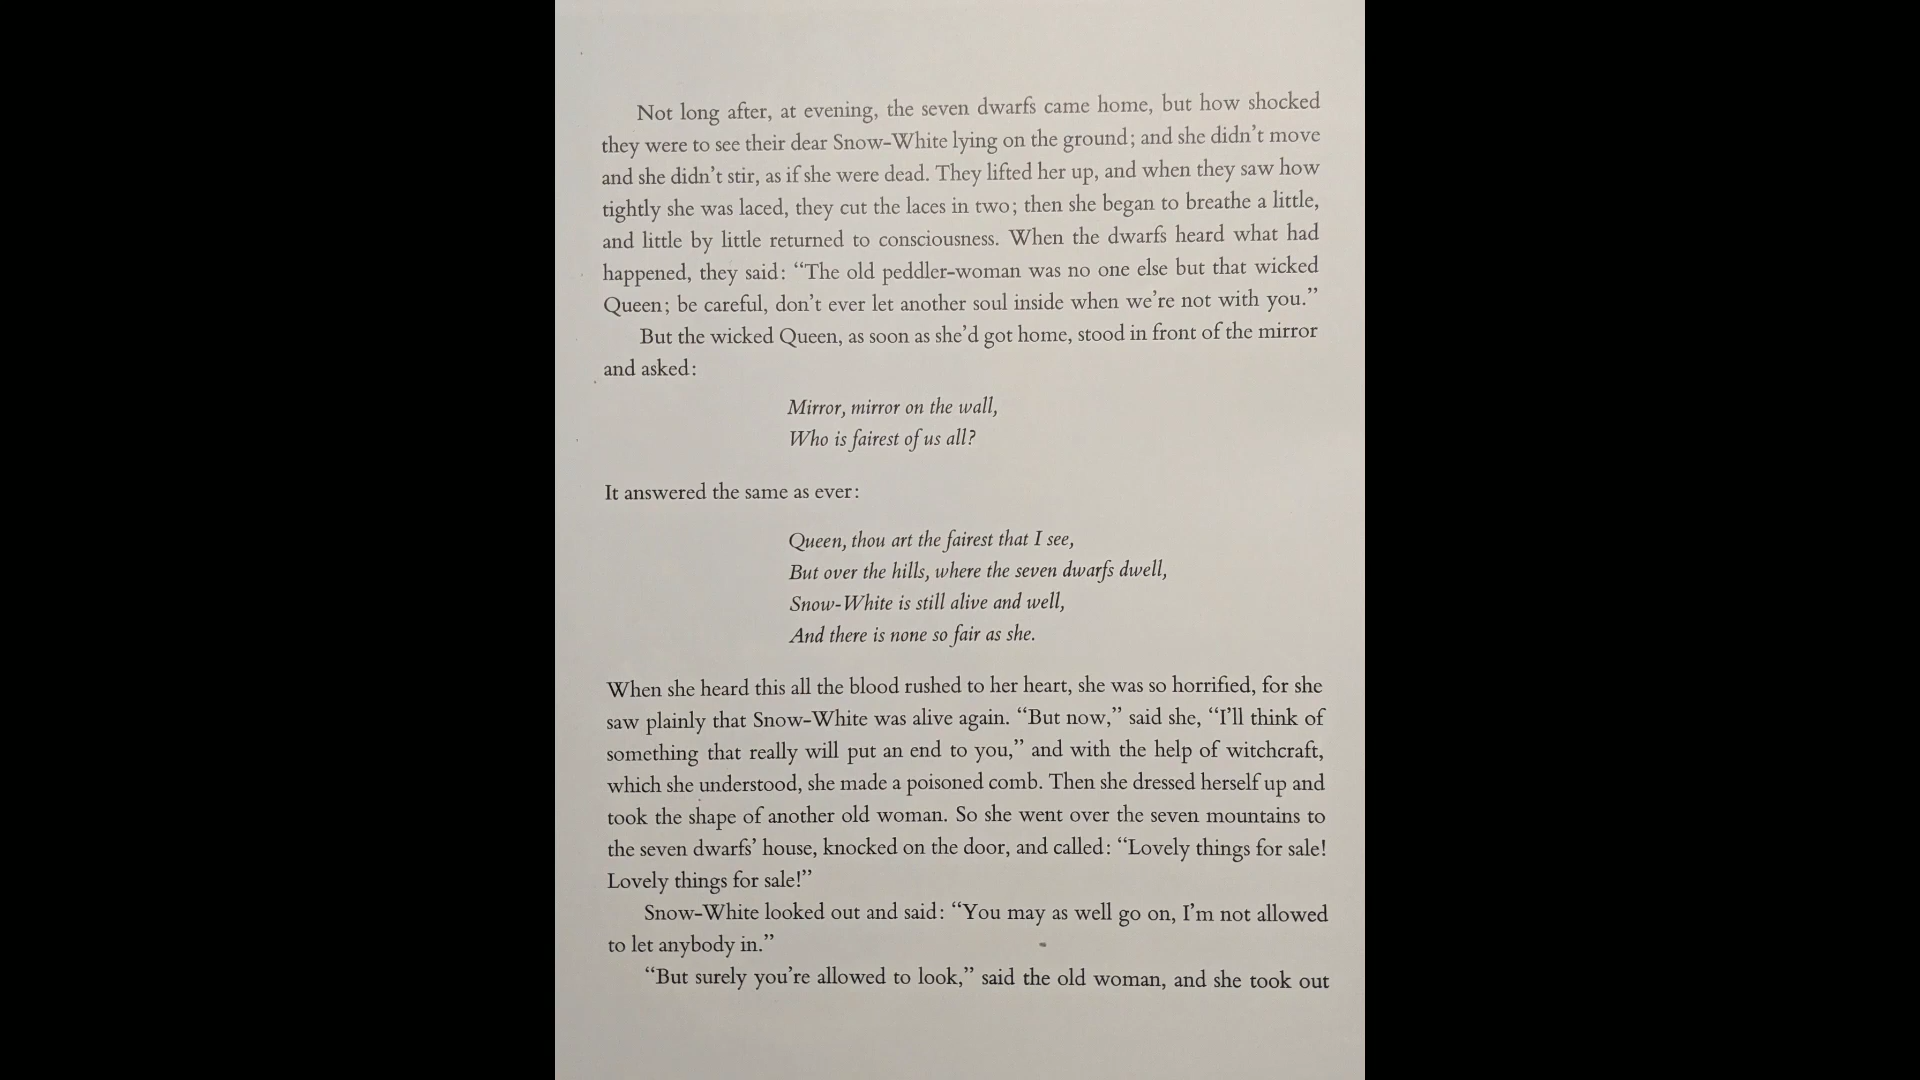 Not long after, at evening, the seven dwarfs came home, but how shocked
they were to see their dear Snow-White lying on the ground; and she didn’t move
and she didn’t stir, as if she were dead. They lifted her up, and when they saw how
tightly she was laced, they cut the laces in two; then she began to breathe a little,
and little by little returned to consciousness. When the dwarfs heard what had
happened, they said: “The old peddler-woman was no one else but that wicked
Queen; be careful, don’t ever let another soul inside when we’re not with you.”
But the wicked Queen, as soon as she’d got home, stood in front of the mirror
and asked:
Mirror, mirror on the wall,
Who is fairest of us all?
It answered the same as ever:
Queen, thou art the fairest that I see,
But over the hills, where the seven dwarfs dwell,
Snow-White is still alive and well,
And there is none so fair as she.
When she heard this all the blood rushed to her heart, she was so horrified, for she
saw plainly that Snow-White was alive again. “But now,” said she, “I’ll think of
something that really will put an end to you,” and with the help of witchcraft,
which she understood, she made a poisoned comb. Then she dressed herself up and
took the shape of another old woman. So she went over the seven mountains to
the seven dwarfs’ house, knocked on the door, and called: “Lovely things for sale!
Lovely things for sale!”
Snow-White looked out and said: “You may as well go on, I’m not allowed
to let anybody in.”
“But surely you’re allowed to look,” said the old woman, and she took out